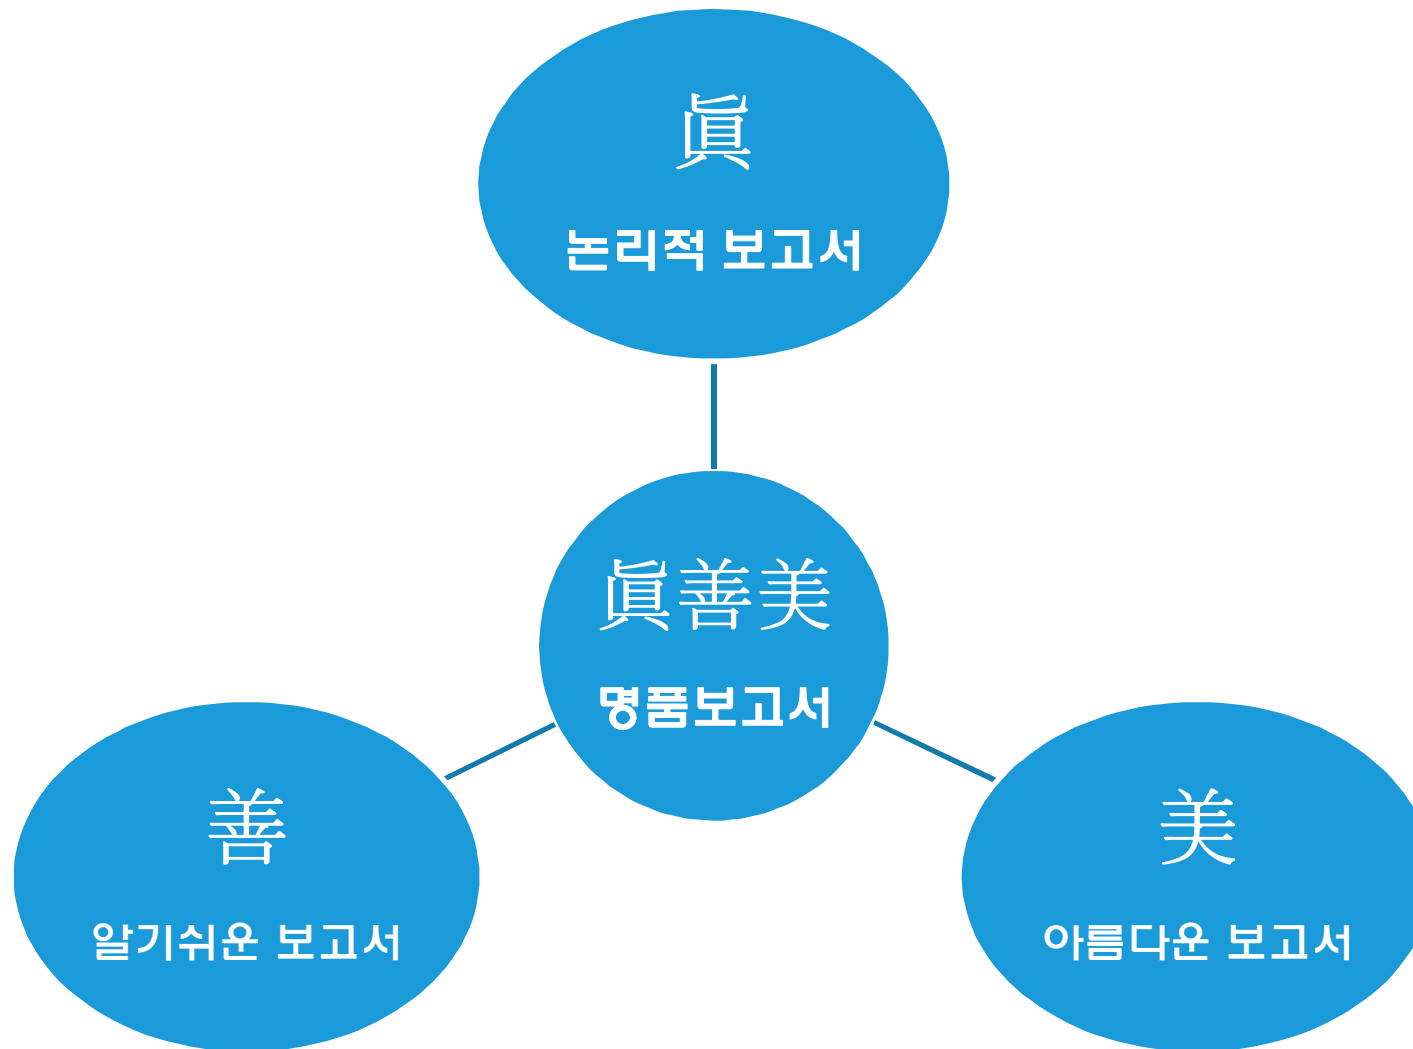 眞
논리적 보고서
眞善美
명품보고서
善
알기쉬운 보고서
美
아름다운 보고서